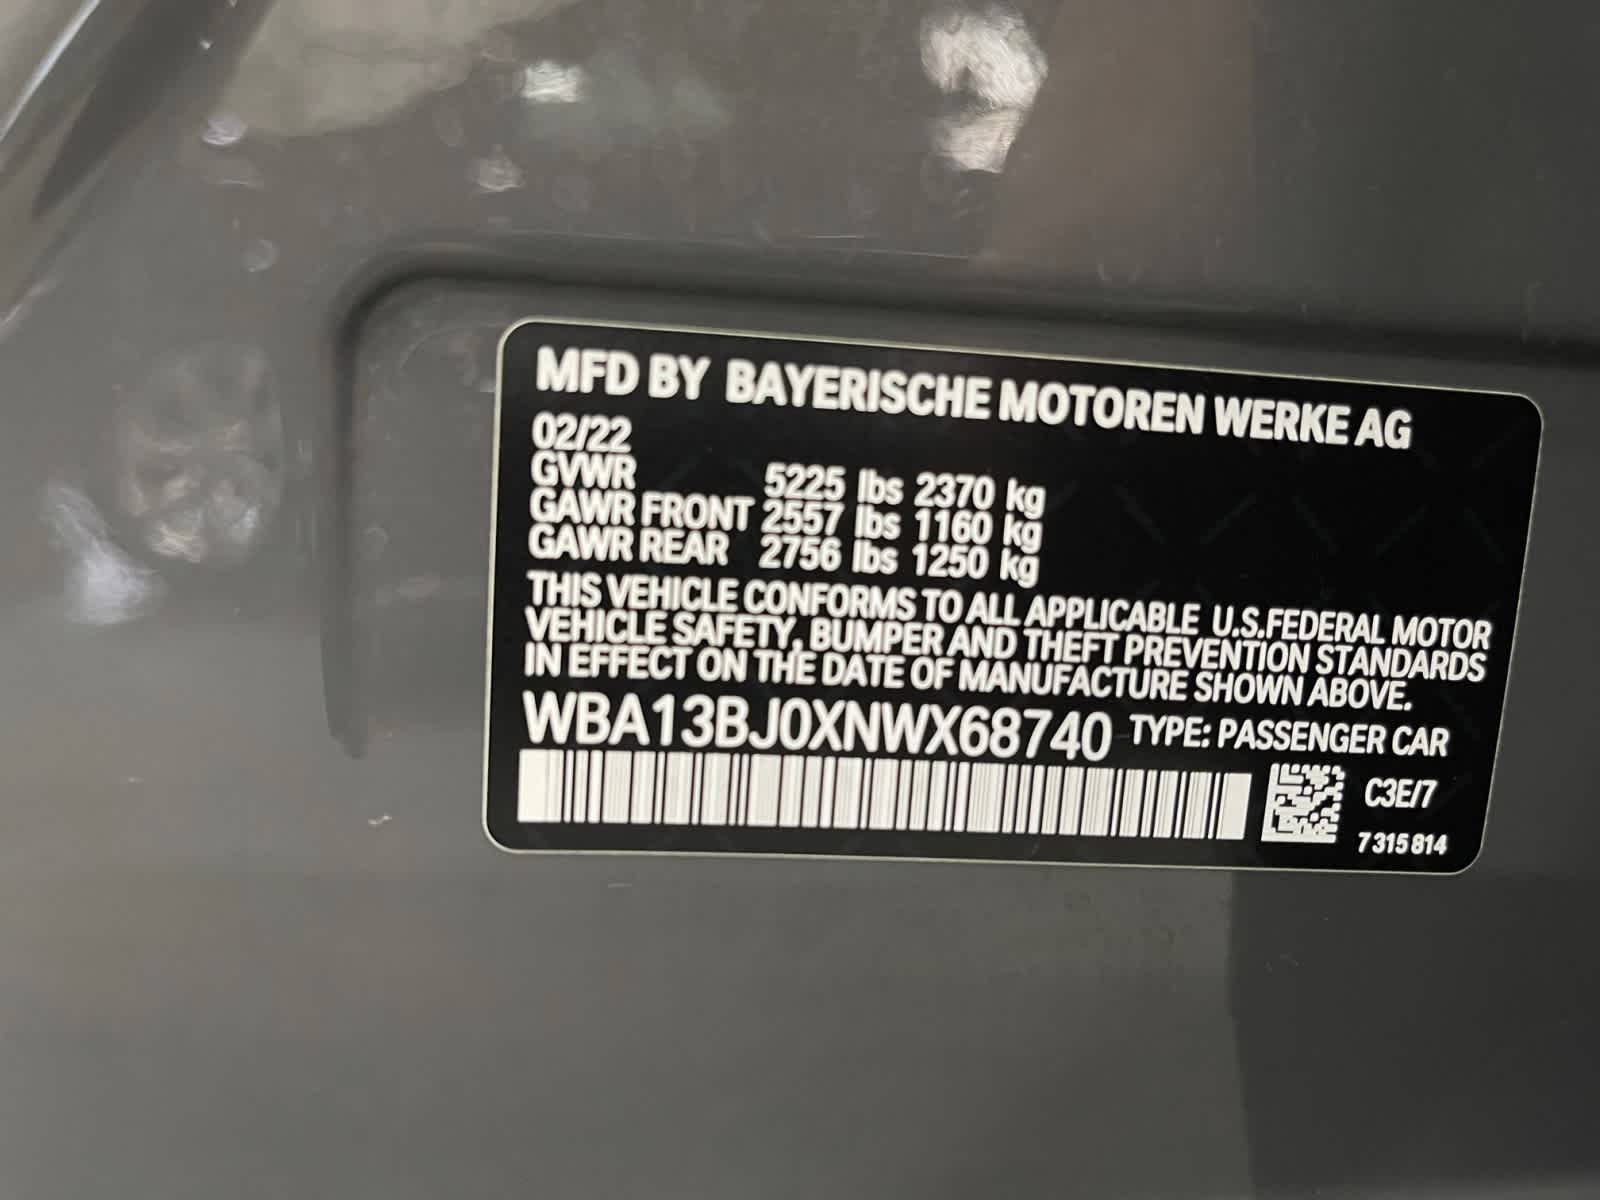 MFD BY BAYERISCHE MOTOREN WERKE AG
02/22
GVWR 5225 lbs 2370 kg
GAWR FRONT 2557 lbs 1160 kg
GAWR REAR 2756 lbs 1250 kg
THIS VEHICLE CONFORMS TO ALL APPLICABLE U.S.FEDERAL MOTOR
VEHICLE SAFETY, BUMPER AND THEFT PREVENTION STANDARDS
IN EFFECT ON THE DATE OF MANUFACTURE SHOWN ABOVE.
WBA13BJ0XNWX68740 TYPE: PASSENGER CAR
C3E/7
7 315 814